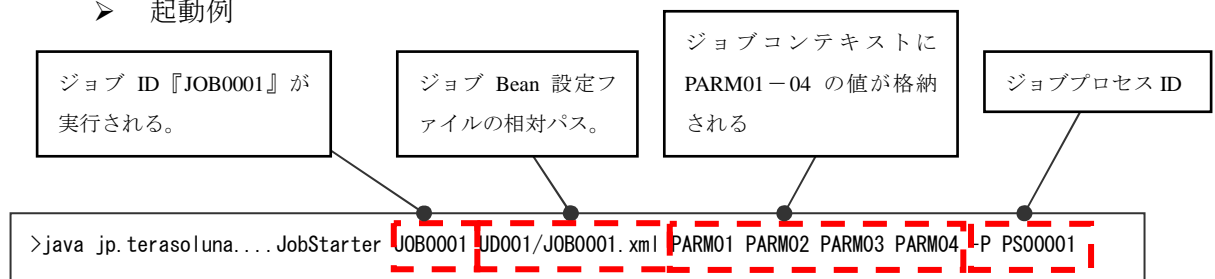 ➢ 起動例
ジョブ ID『JOB0001』が
実行される。
ジョブ Bean 設定フ
ァイルの相対パス。
ジョブコンテキストに
PARM01－04 の値が格納
される
ジョブプロセス ID
>java jp.terasoluna....JobStarter JOB0001 UD001/JOB0001.xml PARM01 PARM02 PARM03 PARM04 -P PS00001